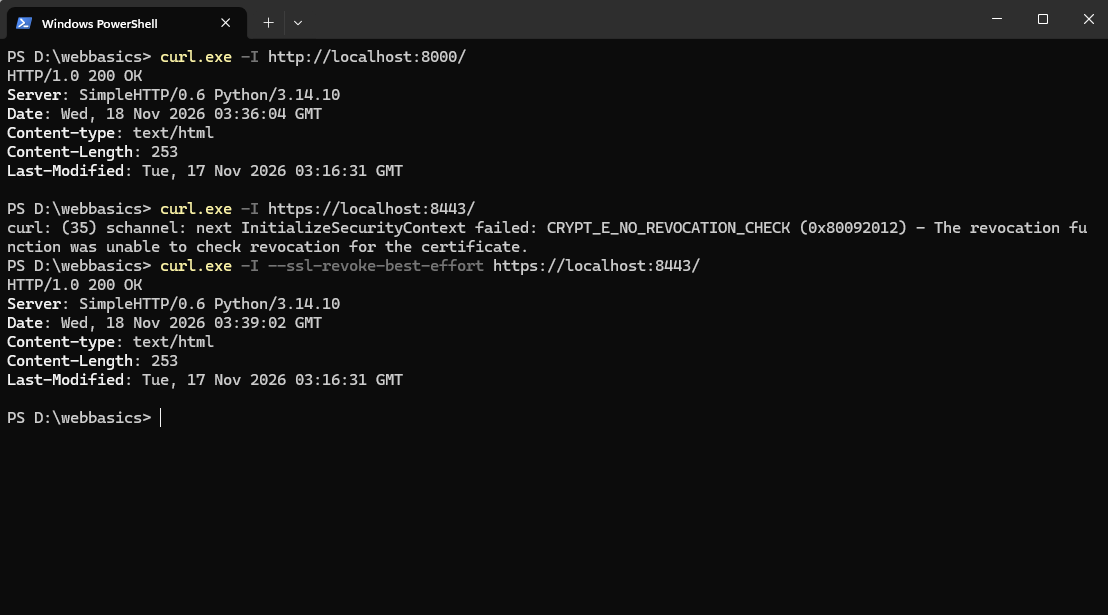 Windows PowerShell
PS D:\webbasics> curl.exe -I http://localhost:8000/
HTTP/1.0 200 OK
Server: SimpleHTTP/0.6 Python/3.14.10
Date: Wed, 18 Nov 2026 03:36:04 GMT
Content-type: text/html
Content-Length: 253
Last-Modified: Tue, 17 Nov 2026 03:16:31 GMT
PS D:\webbasics> curl.exe -I https://localhost:8443/
curl: (35) schannel: next InitializeSecurityContext failed: CRYPT_E_NO_REVOCATION_CHECK (0x80092012) - The revocation fu
nction was unable to check revocation for the certificate.
PS D:\webbasics> curl.exe -I --ssl-revoke-best-effort https://localhost:8443/
HTTP/1.0 200 OK
Server: SimpleHTTP/0.6 Python/3.14.10
Date: Wed, 18 Nov 2026 03:39:02 GMT
Content-type: text/html
Content-Length: 253
Last-Modified: Tue, 17 Nov 2026 03:16:31 GMT
PS D:\webbasics>